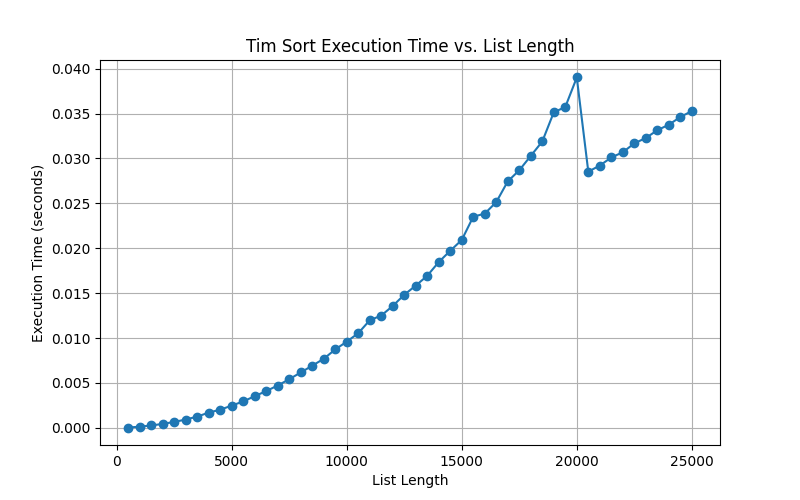 Tim Sort Execution Time vs. List Length
0.040
0.035
0.030
0.025
0.020
0.015
0.010
0.005
0.000
Execution Time (seconds)
0 5000 10000 15000 20000 25000
List Length